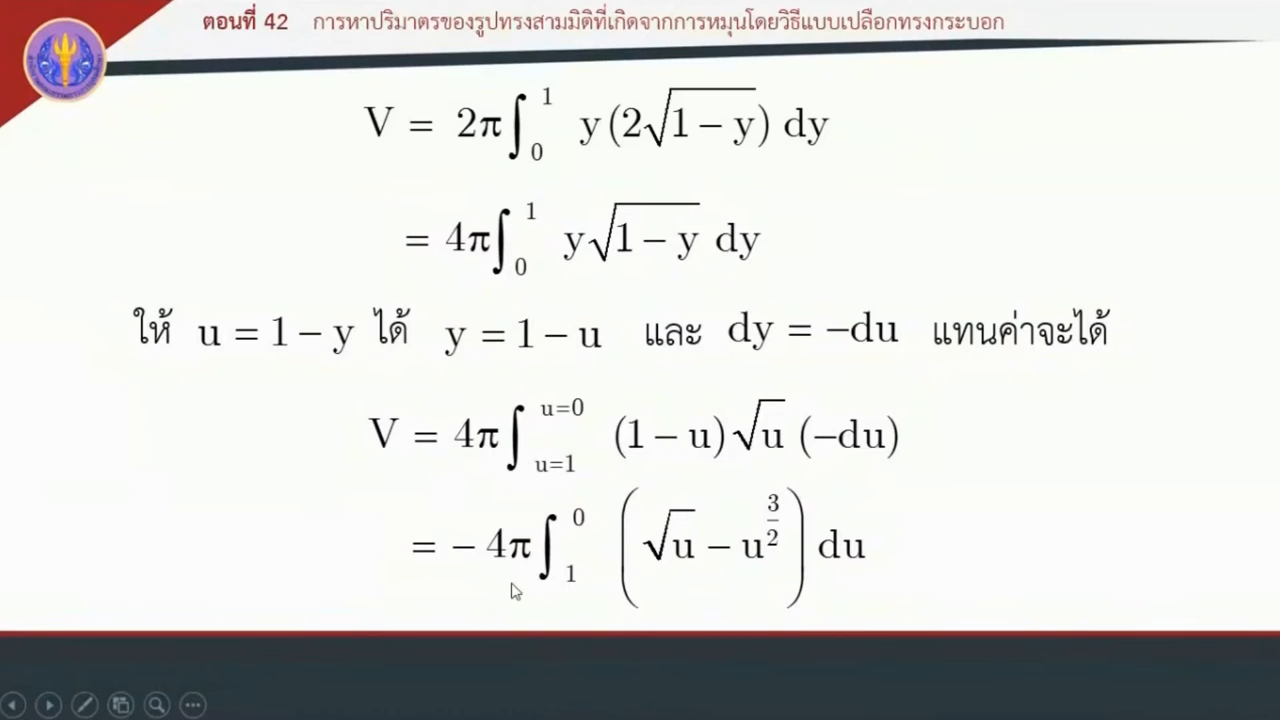 ตอนที่ 42 การหาปริมาตรของรูปทรงสามมิติที่เกิดจากการหมุนโดยวิธีแบบเปลือกทรงกระบอก
V = 2π∫₀¹ y(2√(1 − y)) dy
= 4π∫₀¹ y√(1 − y) dy
ให้ u = 1 − y ได้ y = 1 − u และ dy = −du แทนค่าจะได้
V = 4π∫_{u=1}^{u=0} (1 − u)√u (−du)
= − 4π∫₁⁰ (√u − u^{3/2}) du